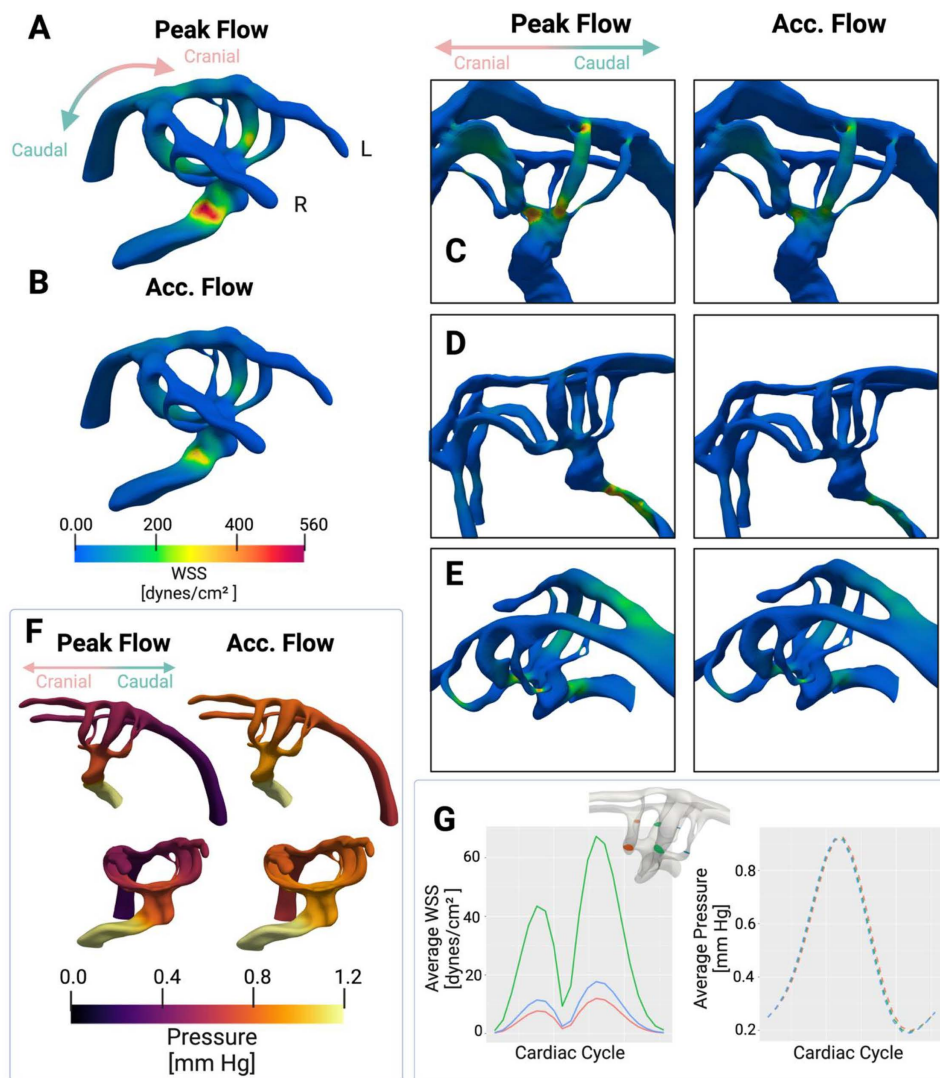 A
Peak Flow
Cranial
Caudal
L
R
B
Acc. Flow
0.00 200 400 560
WSS
[dynes/cm² ]
Peak Flow Acc. Flow
Cranial Caudal
C
D
E
F
Peak Flow Acc. Flow
Cranial Caudal
0.0 0.4 0.8 1.2
Pressure
[mm Hg]
G
Average WSS
[dynes/cm²]
60
40
20
0
Cardiac Cycle
Average Pressure
[mm Hg]
0.8
0.6
0.4
0.2
Cardiac Cycle